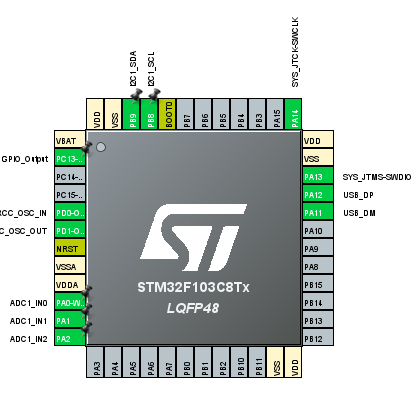 I2C1_SDA
I2C1_SCL
SYS_JTCK-SWCLK
VDD
VSS
PB9
PB8
BOOT0
PB7
PB6
PB5
PB4
PB3
PA15
PA14
VBAT
GPIO_Output PC13-..
PC14-..
PC15-..
RCC_OSC_IN PD0-O..
C_OSC_OUT PD1-O..
NRST
VSSA
VDDA
ADC1_IN0 PA0-W..
ADC1_IN1 PA1
ADC1_IN2 PA2
STM32F103C8Tx
LQFP48
VDD
VSS
PA13 SYS_JTMS-SWDIO
PA12 USB_DP
PA11 USB_DM
PA10
PA9
PA8
PB15
PB14
PB13
PB12
PA3
PA4
PA5
PA6
PA7
PB0
PB1
PB2
PB10
PB11
VSS
VDD